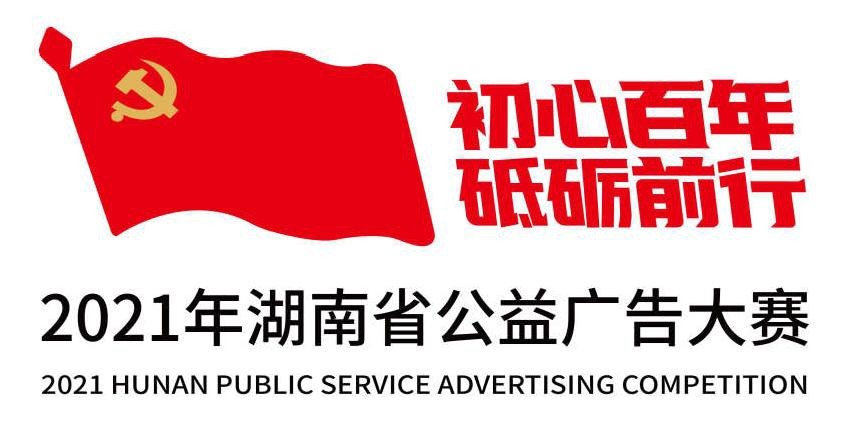 初心百年
砥砺前行
2021年湖南省公益广告大赛
2021 HUNAN PUBLIC SERVICE ADVERTISING COMPETITION